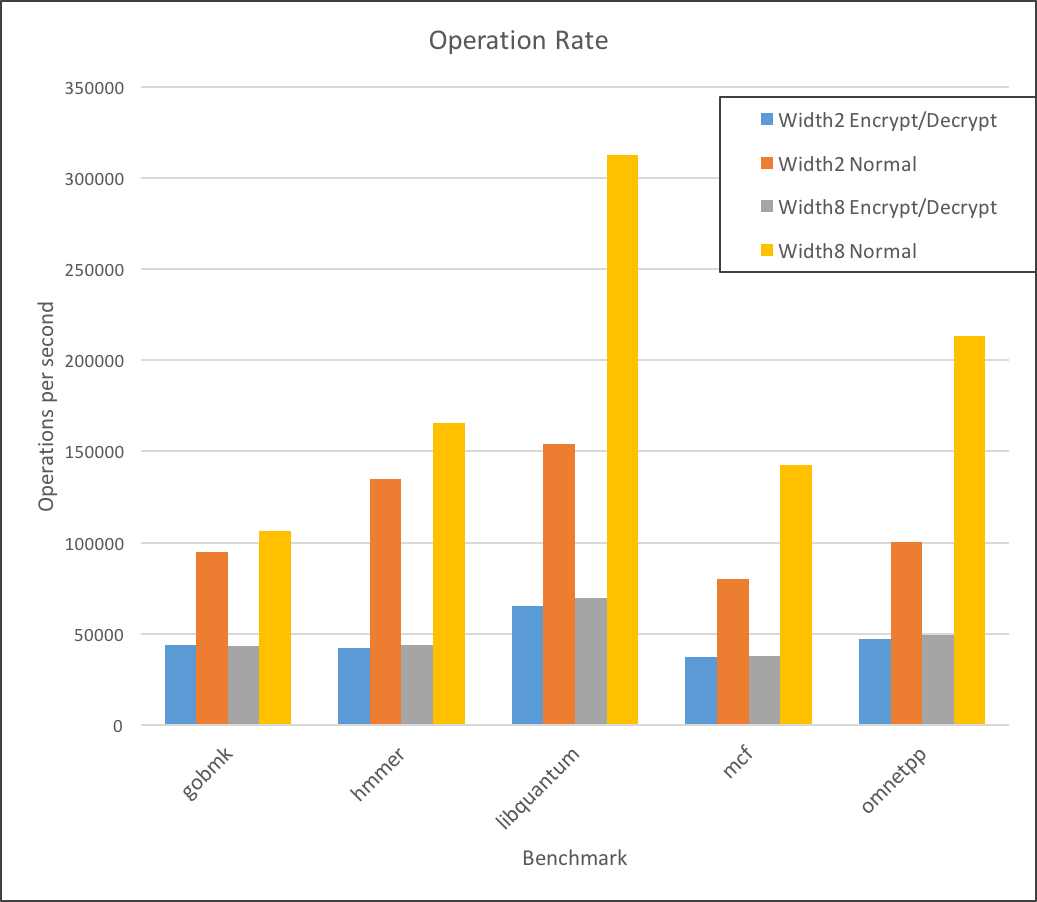 Operation Rate
350000
300000
250000
200000
150000
100000
50000
0
Operations per second
Width2 Encrypt/Decrypt
Width2 Normal
Width8 Encrypt/Decrypt
Width8 Normal
gobmk
hmmer
libquantum
mcf
omnetpp
Benchmark